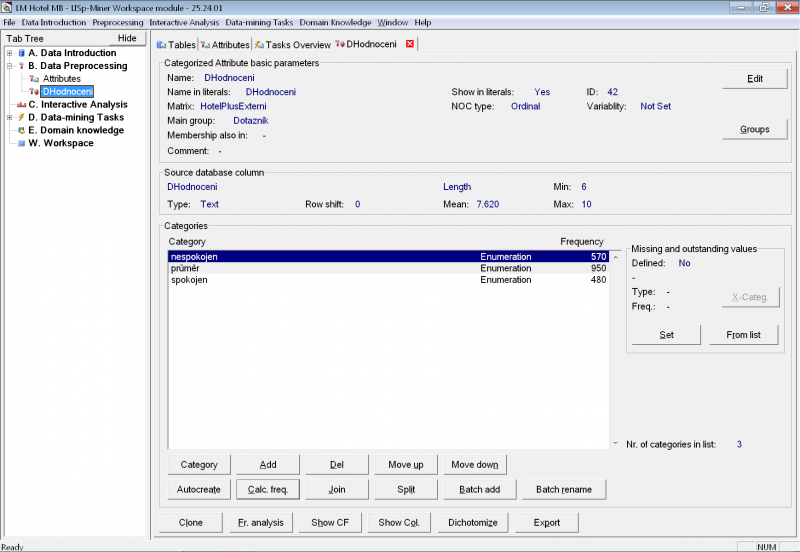 LM Hotel MB - LISp-Miner Workspace module - 25.24.01
File Data Introduction Preprocessing Interactive Analysis Data-mining Tasks Domain Knowledge Window Help
Tab Tree Hide
A. Data Introduction
B. Data Preprocessing
Attributes
DHodnoceni
C. Interactive Analysis
D. Data-mining Tasks
E. Domain knowledge
W. Workspace
Tables Attributes Tasks Overview DHodnoceni
Categorized Attribute basic parameters
Name: DHodnoceni Edit
Name in literals: DHodnoceni Show in literals: Yes ID: 42
Matrix: HotelPlusExterni NOC type: Ordinal Variablity: Not Set
Main group: Dotazník Groups
Membership also in: -
Comment: -
Source database column
DHodnoceni Length Min: 6
Type: Text Row shift: 0 Mean: 7.620 Max: 10
Categories
Category Frequency
nespokojen Enumeration 570
průměr Enumeration 950
spokojen Enumeration 480
Missing and outstanding values
Defined: No
-
Type: -
X-Categ.
Freq.: -
Set From list
Nr. of categories in list: 3
Category Add Del Move up Move down
Autocreate Calc. freq. Join Split Batch add Batch rename
Clone Fr. analysis Show CF Show Col. Dichotomize Export
Ready NUM